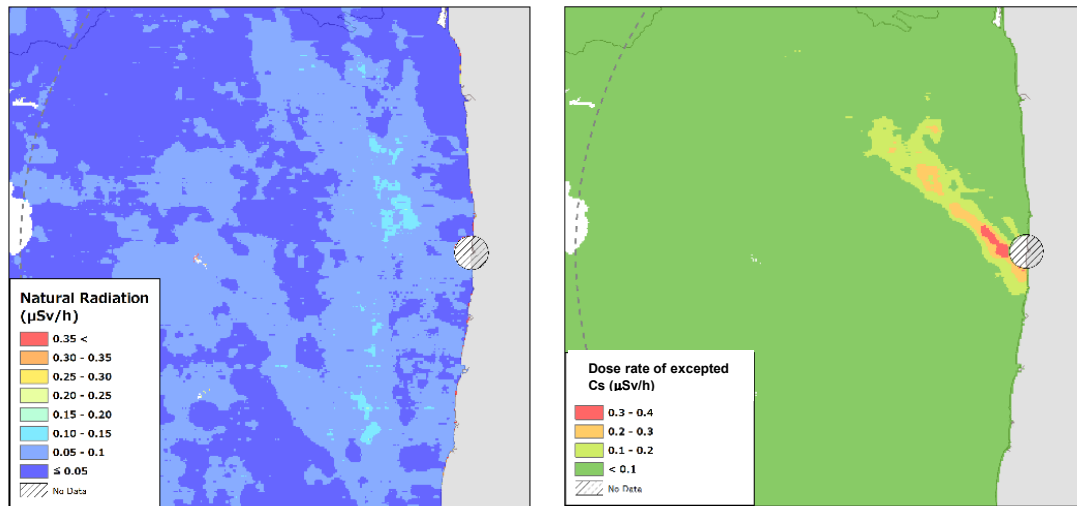 Natural Radiation
(μSv/h)
0.35 <
0.30 - 0.35
0.25 - 0.30
0.20 - 0.25
0.15 - 0.20
0.10 - 0.15
0.05 - 0.1
≤ 0.05
No Data
Dose rate of excepted
Cs (μSv/h)
0.3 - 0.4
0.2 - 0.3
0.1 - 0.2
< 0.1
No Data